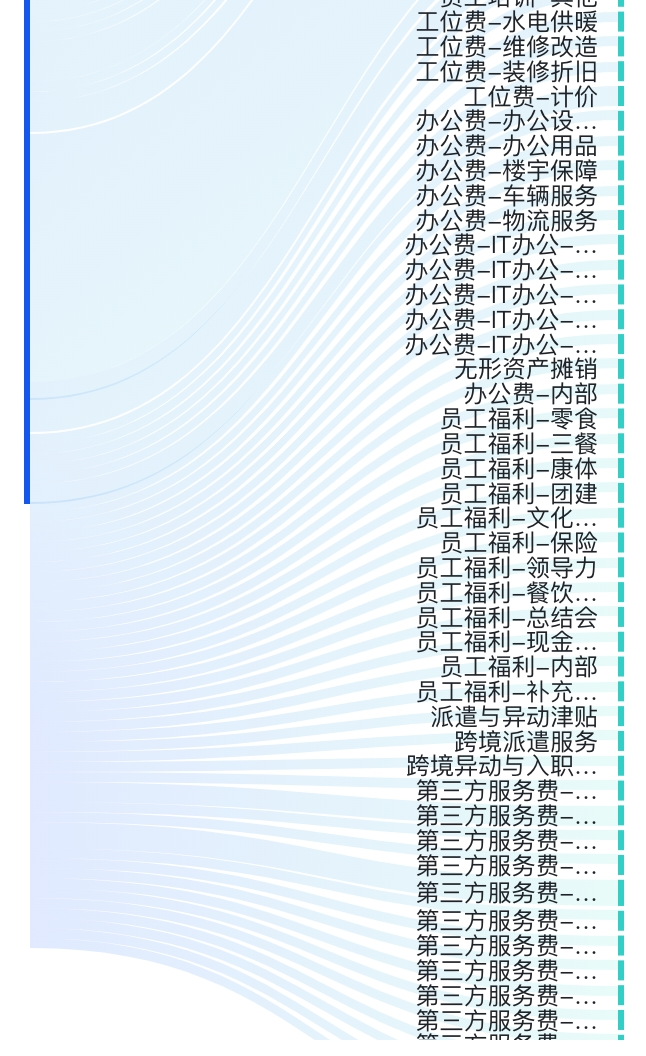 员工培训–其他
工位费–水电供暖
工位费–维修改造
工位费–装修折旧
工位费–计价
办公费–办公设...
办公费–办公用品
办公费–楼宇保障
办公费–车辆服务
办公费–物流服务
办公费–IT办公–...
办公费–IT办公–...
办公费–IT办公–...
办公费–IT办公–...
办公费–IT办公–...
无形资产摊销
办公费–内部
员工福利–零食
员工福利–三餐
员工福利–康体
员工福利–团建
员工福利–文化...
员工福利–保险
员工福利–领导力
员工福利–餐饮...
员工福利–总结会
员工福利–现金...
员工福利–内部
员工福利–补充...
派遣与异动津贴
跨境派遣服务
跨境异动与入职...
第三方服务费–...
第三方服务费–...
第三方服务费–...
第三方服务费–...
第三方服务费–...
第三方服务费–...
第三方服务费–...
第三方服务费–...
第三方服务费–...
第三方服务费–...